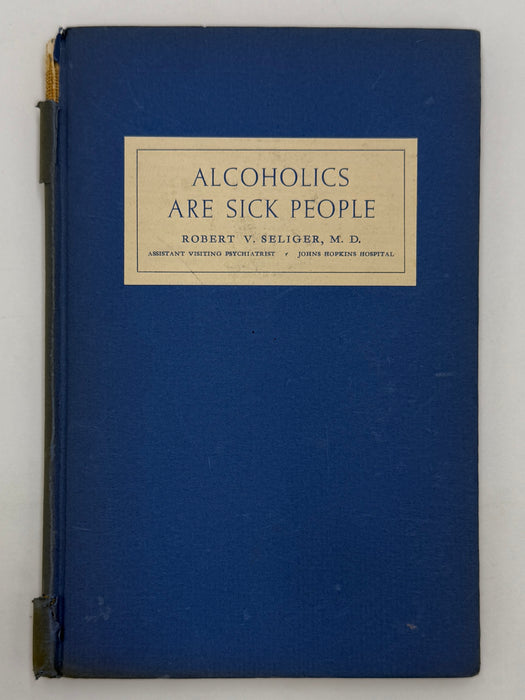 ALCOHOLICS
ARE SICK PEOPLE
ROBERT V. SELIGER, M. D.
ASSISTANT VISITING PSYCHIATRIST · JOHNS HOPKINS HOSPITAL